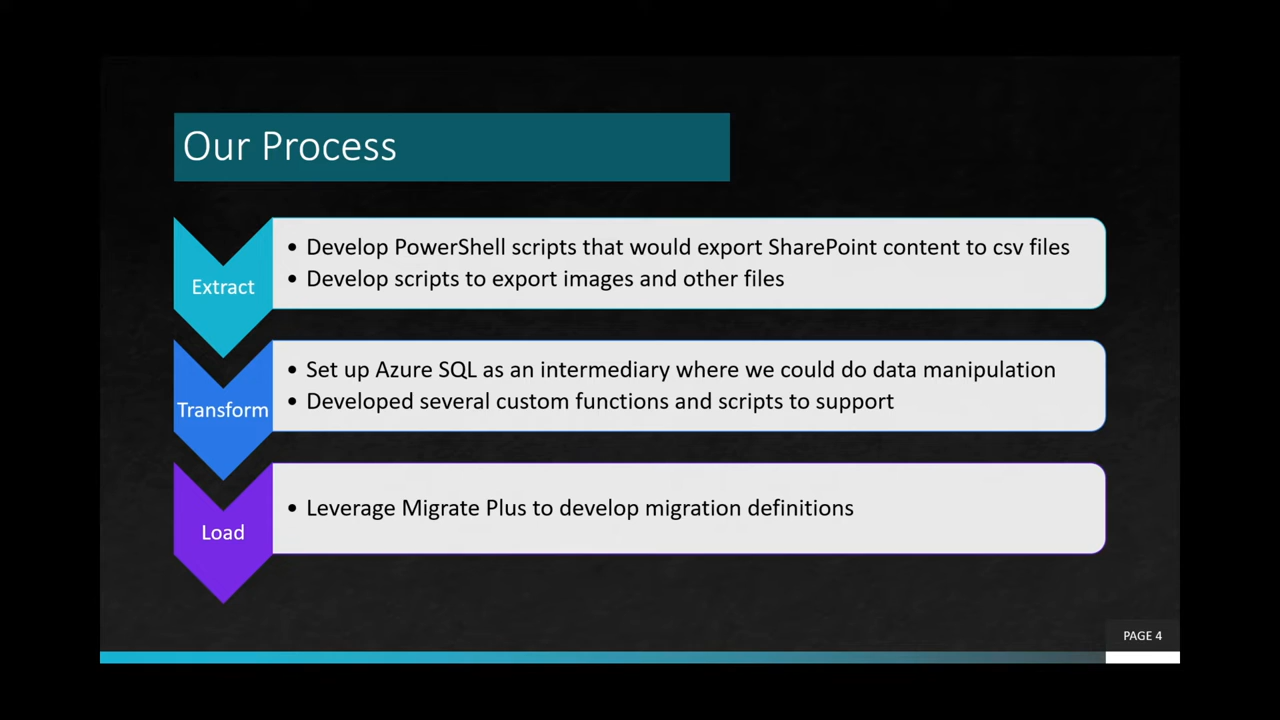 Our Process
Extract
• Develop PowerShell scripts that would export SharePoint content to csv files
• Develop scripts to export images and other files
Transform
• Set up Azure SQL as an intermediary where we could do data manipulation
• Developed several custom functions and scripts to support
Load
• Leverage Migrate Plus to develop migration definitions
PAGE 4